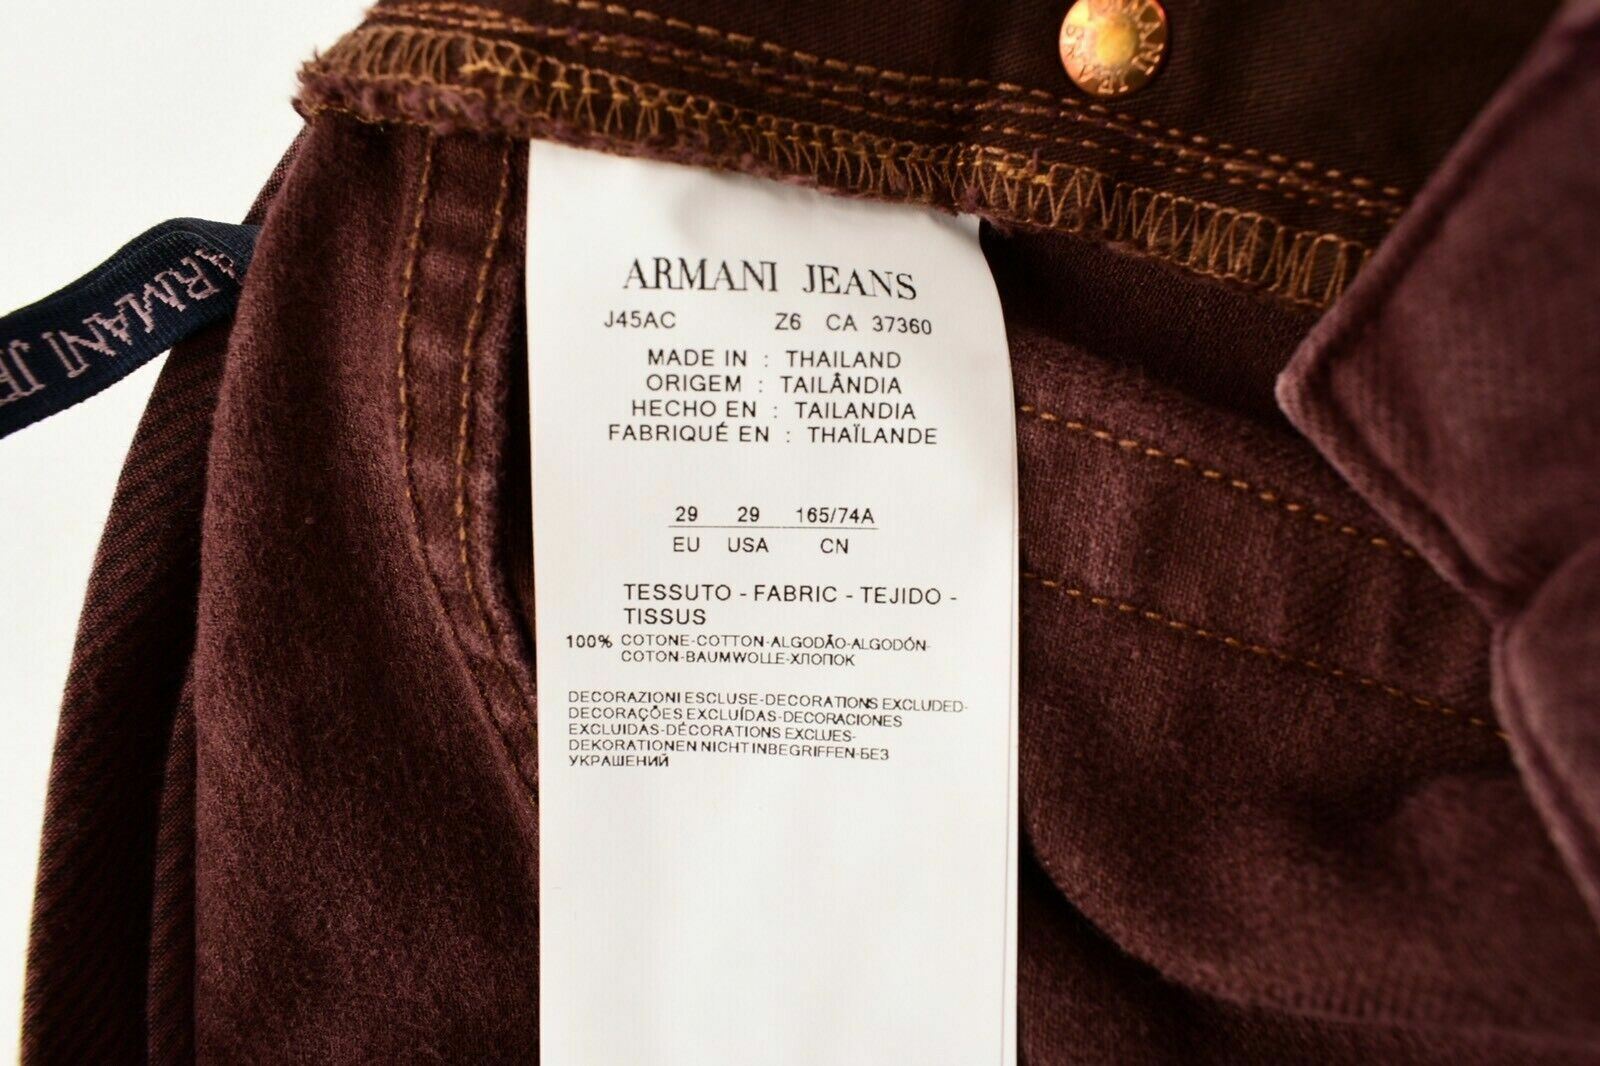 ARMANI JEANS
J45AC Z6 CA 37360
MADE IN : THAILAND
ORIGEM : TAILÂNDIA
HECHO EN : TAILANDIA
FABRIQUÉ EN : THAÏLANDE
29 29 165/74A
EU USA CN
TESSUTO - FABRIC - TEJIDO -
TISSUS
100% COTONE-COTTON-ALGODÃO-ALGODÓN-
COTON-BAUMWOLLE-ХЛОПОК
DECORAZIONI ESCLUSE-DECORATIONS EXCLUDED-
DECORAÇÕES EXCLUÍDAS-DECORACIONES
EXCLUIDAS-DÉCORATIONS EXCLUES-
DEKORATIONEN NICHT INBEGRIFFEN-БЕЗ
УКРАШЕНИЙ
ARMANI JE